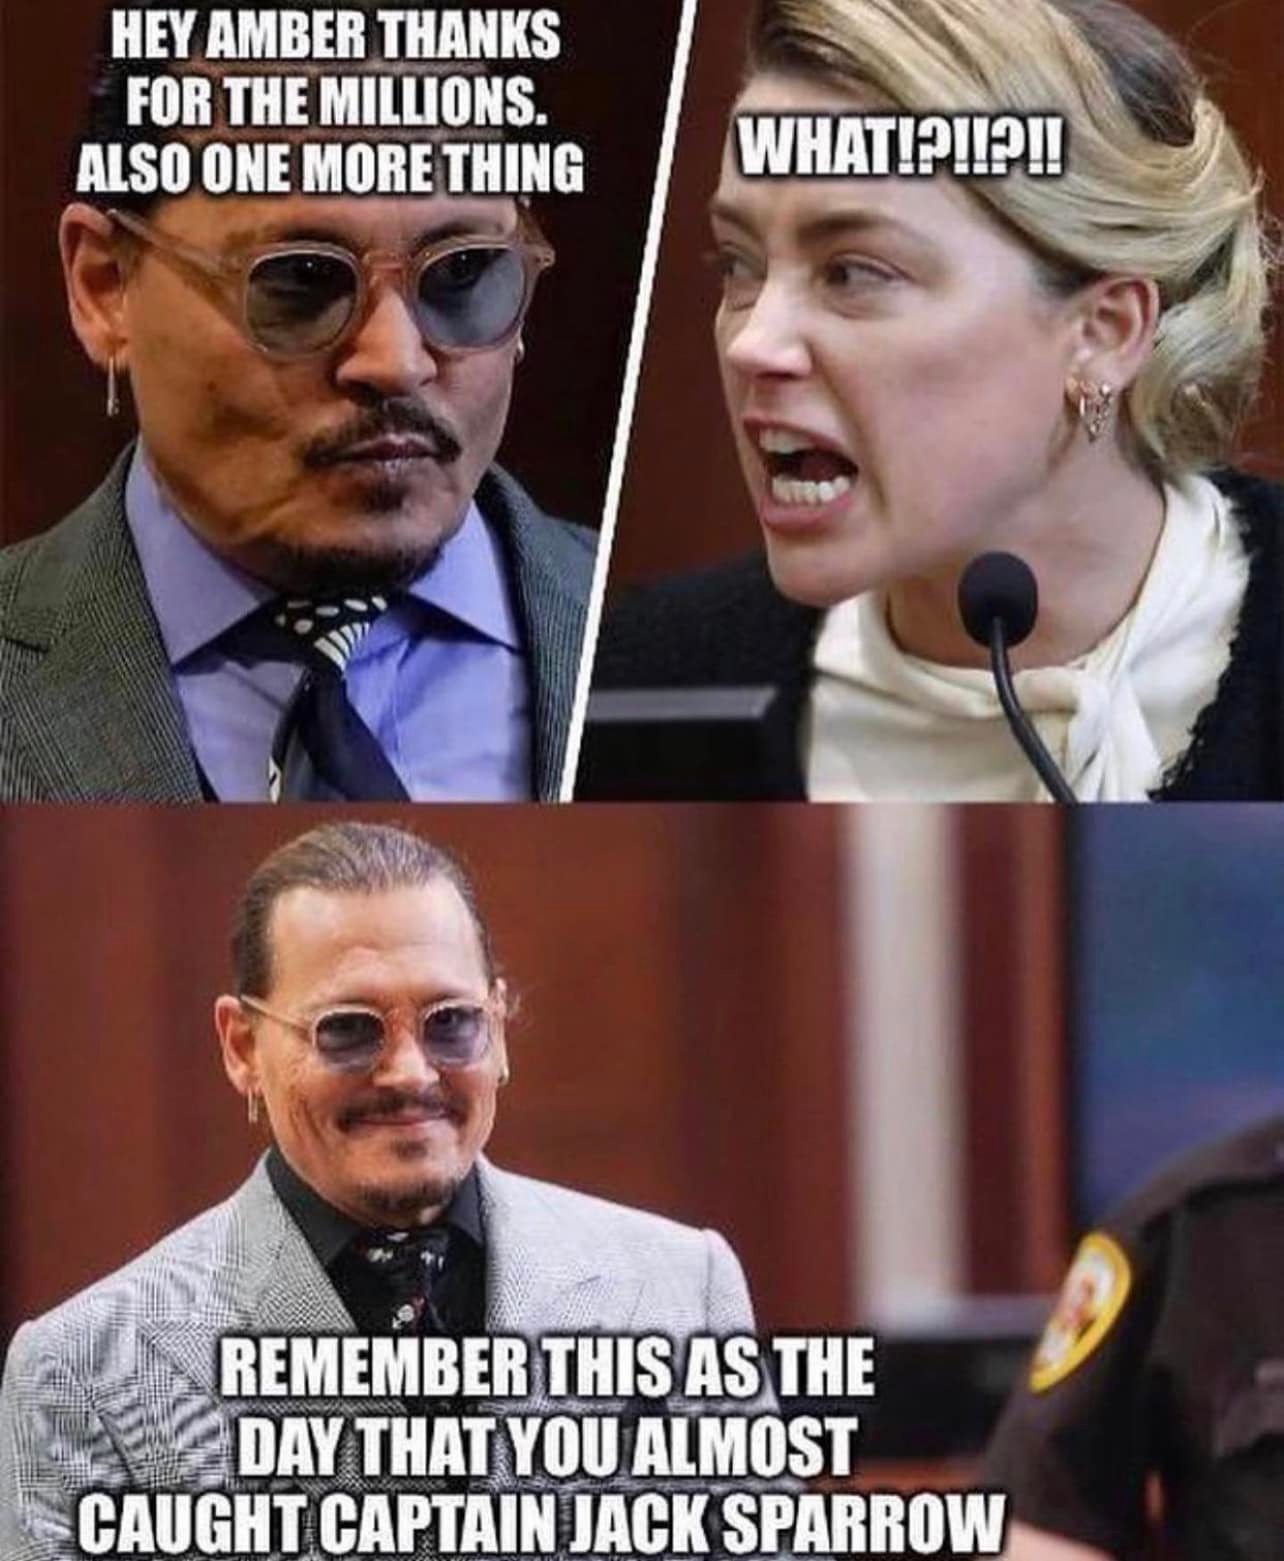 HEY AMBER THANKS
FOR THE MILLIONS.
ALSO ONE MORE THING
WHAT!?!!?!!
REMEMBER THIS AS THE
DAY THAT YOU ALMOST
CAUGHT CAPTAIN JACK SPARROW